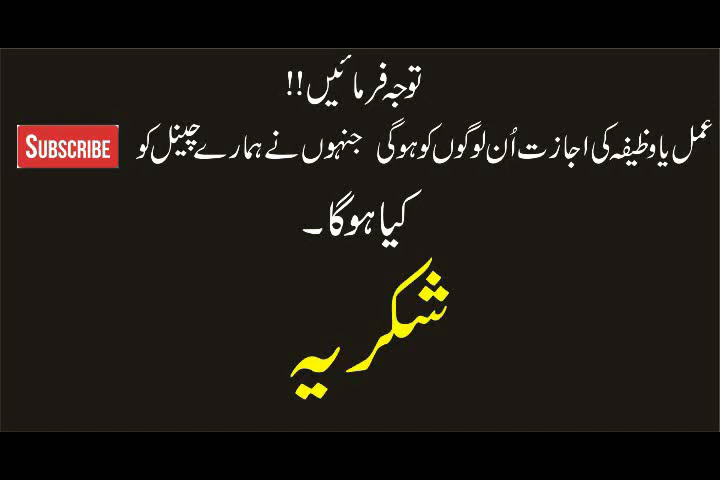 توجہ فرمائیں!!
عمل یا وظیفہ کی اجازت اُن لوگوں کو ہوگی جنہوں نے ہمارے چینل کو SUBSCRIBE
کیا ہوگا۔
شکریہ